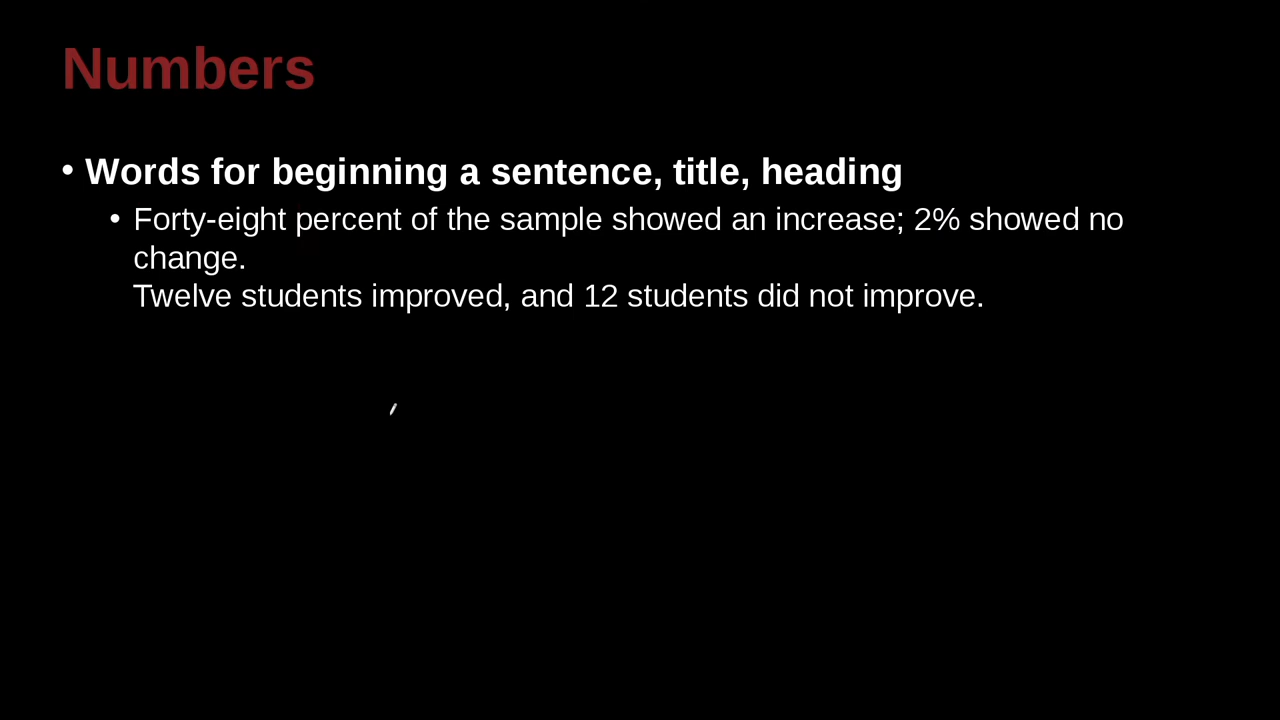 Numbers
• Words for beginning a sentence, title, heading
• Forty-eight percent of the sample showed an increase; 2% showed no
change.
Twelve students improved, and 12 students did not improve.